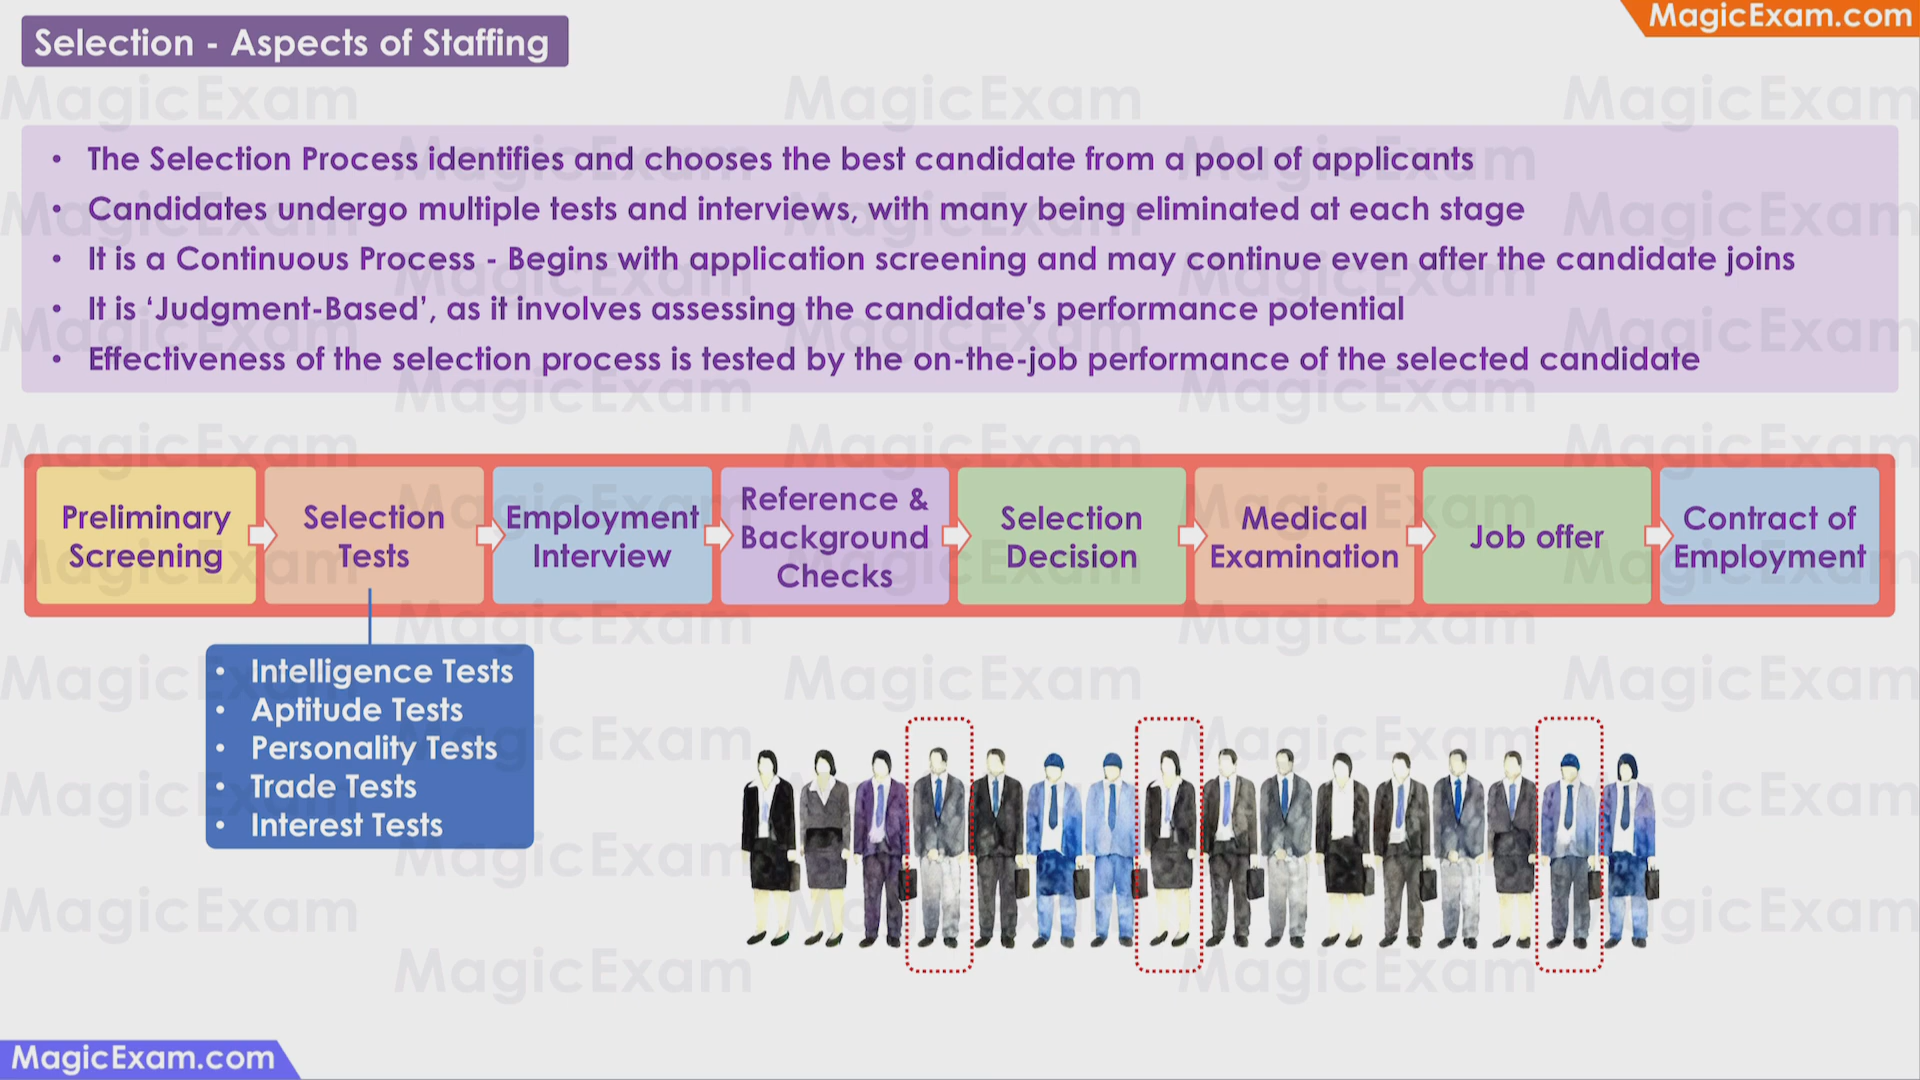 MagicExam.com
Selection - Aspects of Staffing
• The Selection Process identifies and chooses the best candidate from a pool of applicants
• Candidates undergo multiple tests and interviews, with many being eliminated at each stage
• It is a Continuous Process - Begins with application screening and may continue even after the candidate joins
• It is ‘Judgment-Based’, as it involves assessing the candidate's performance potential
• Effectiveness of the selection process is tested by the on-the-job performance of the selected candidate
Preliminary
Screening
Selection
Tests
Employment
Interview
Reference &
Background
Checks
Selection
Decision
Medical
Examination
Job offer
Contract of
Employment
• Intelligence Tests
• Aptitude Tests
• Personality Tests
• Trade Tests
• Interest Tests
MagicExam.com